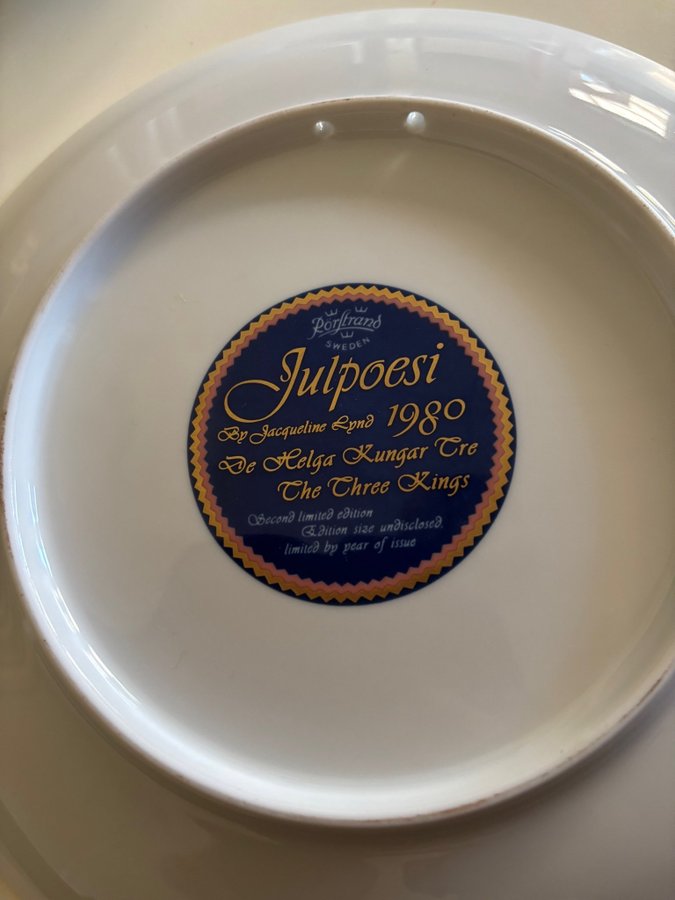 Rörstrand
SWEDEN
Julpoesi
By Jacqueline Lynd 1980
De Helga Kungar Tre
The Three Kings
Second limited edition
Edition size undisclosed,
limited by year of issue